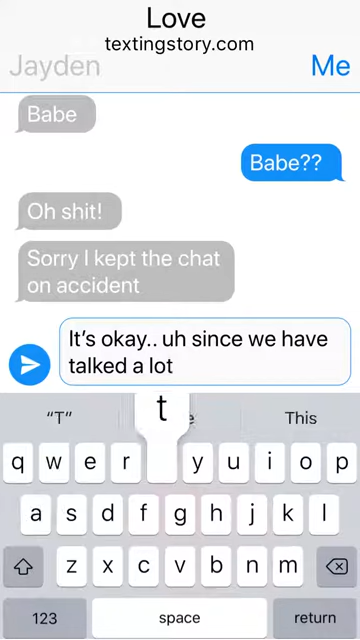 Love
textingstory.com
Jayden
Me
Babe
Babe??
Oh shit!
Sorry I kept the chat
on accident
It's okay.. uh since we have
talked a lot
"T"
e
This
t
q w e r y u i o p
a s d f g h j k l
z x c v b n m
123 space return